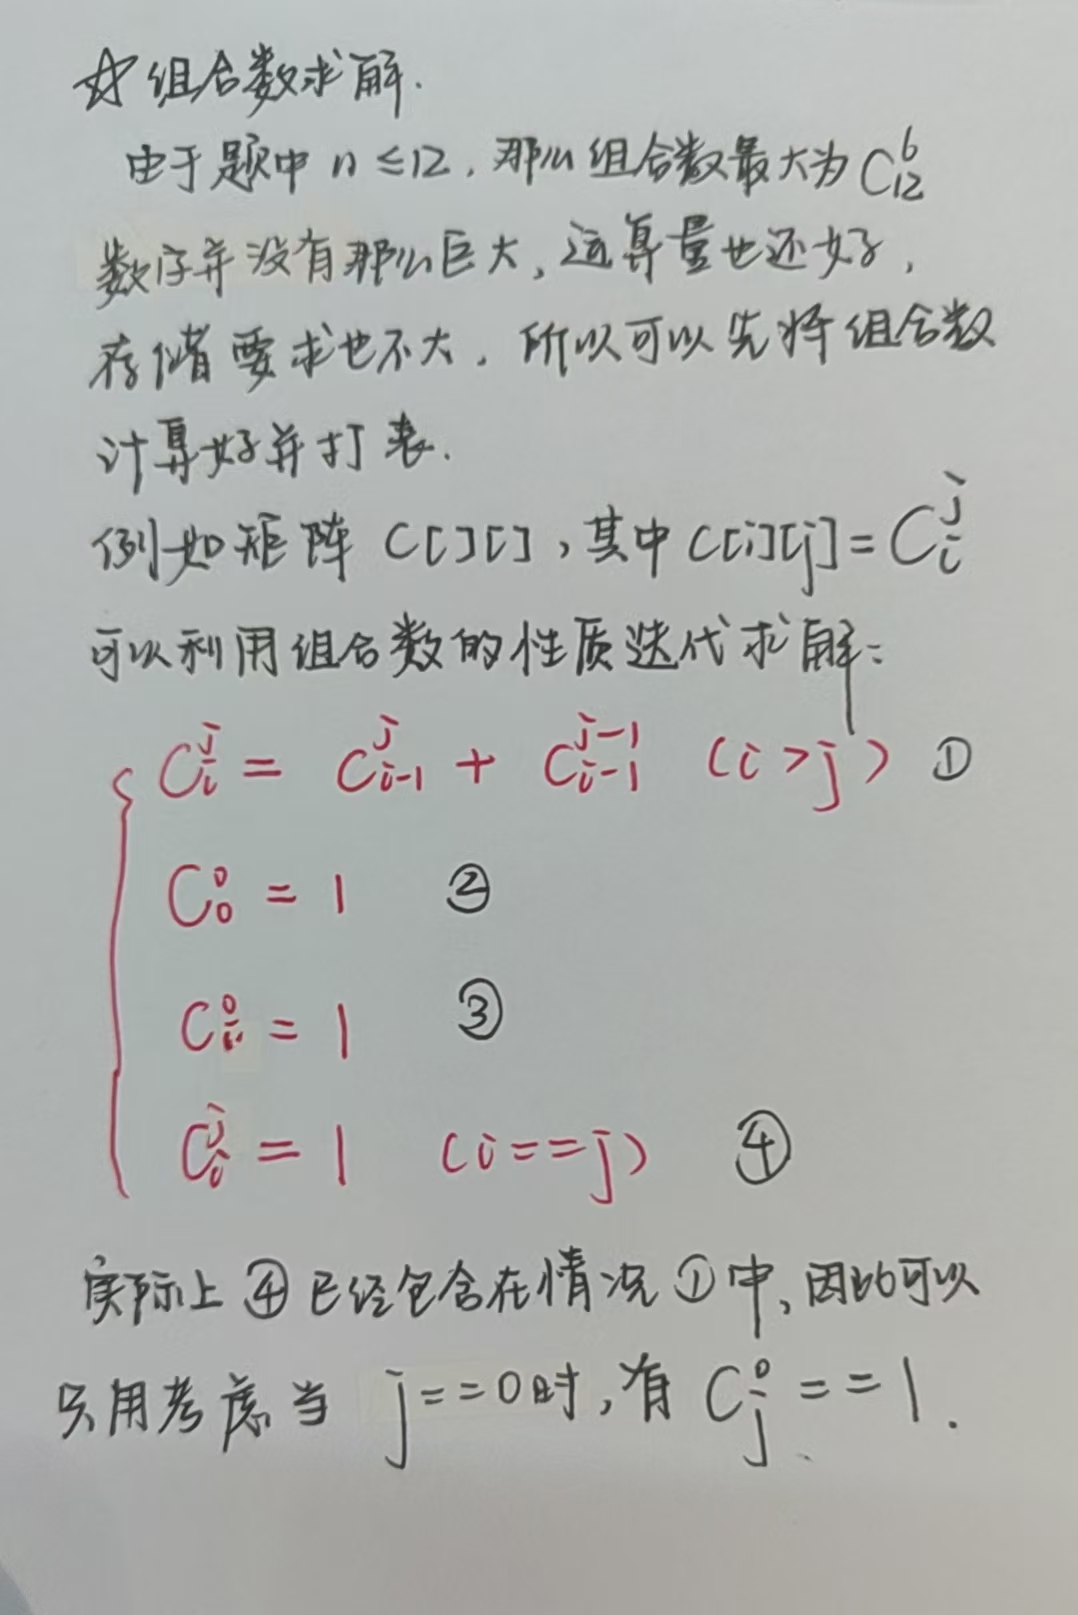 ☆组合数求解.
由于题中 n ≤12, 那么组合数最大为 C₁₂⁶
数字并没有那么巨大, 运算量也还好,
存储要求也不大, 所以可以先将组合数
计算好并打表.
例如矩阵 C[][], 其中 C[i][j] = C_i^j
可以利用组合数的性质迭代求解:
C_i^j = C_{i-1}^j + C_{i-1}^{j-1} (i>j) ①
C_0^0 = 1 ②
C_i^0 = 1 ③
C_i^j = 1 (i==j) ④
实际上④已经包含在情况①中, 因此可以
只用考虑当 j==0时, 有 C_j^0 == 1.